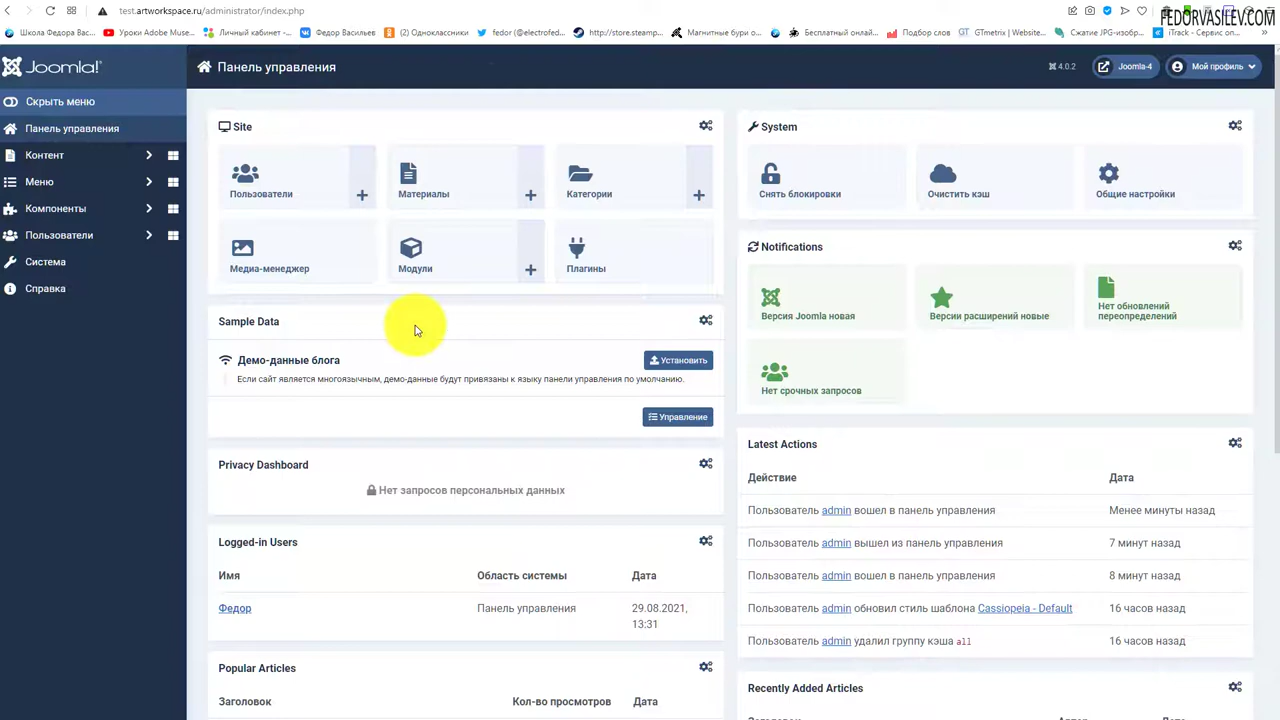 test.artworkspace.ru/administrator/index.php
FEDORVASILEV.COM
Школа Федора Вас...
Уроки Adobe Muse...
Личный кабинет -...
Федор Васильев
(2) Одноклассники
fedor (@electrofed...
http://store.steamp...
Магнитные бури о...
Бесплатный онлай...
Подбор слов
GTmetrix | Website...
Сжатие JPG-изобр...
iTrack - Сервис оп...
Joomla!
Панель управления
4.0.2
Joomla-4
Мой профиль
Скрыть меню
Панель управления
Контент
Меню
Компоненты
Пользователи
Система
Справка
Site
Пользователи
Материалы
Категории
Медиа-менеджер
Модули
Плагины
Sample Data
Демо-данные блога
Установить
Если сайт является многоязычным, демо-данные будут привязаны к языку панели управления по умолчанию.
Управление
Privacy Dashboard
Нет запросов персональных данных
Logged-in Users
Имя Область системы Дата
Федор Панель управления 29.08.2021,
13:31
Popular Articles
Заголовок Кол-во просмотров Дата
System
Снять блокировки
Очистить кэш
Общие настройки
Notifications
Версия Joomla новая
Версии расширений новые
Нет обновлений
переопределений
Нет срочных запросов
Latest Actions
Действие Дата
Пользователь admin вошел в панель управления Менее минуты назад
Пользователь admin вышел из панель управления 7 минут назад
Пользователь admin вошел в панель управления 8 минут назад
Пользователь admin обновил стиль шаблона Cassiopeia - Default 16 часов назад
Пользователь admin удалил группу кэша all 16 часов назад
Recently Added Articles